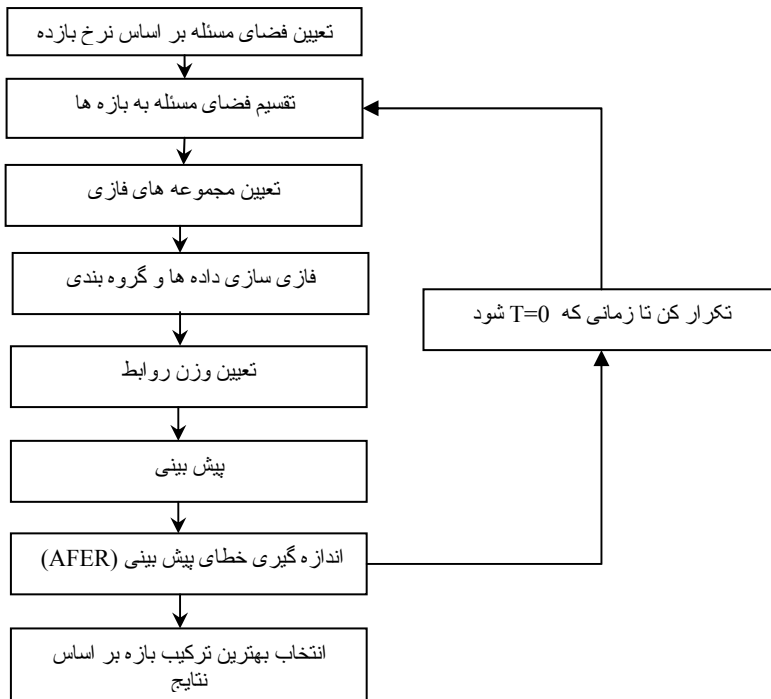 تعیین فضای مسئله بر اساس نرخ بازده
تقسیم فضای مسئله به بازه ها
تعیین مجموعه های فازی
فازی سازی داده ها و گروه بندی
تکرار کن تا زمانی که T=0 شود
تعیین وزن روابط
پیش بینی
اندازه گیری خطای پیش بینی (AFER)
انتخاب بهترین ترکیب بازه بر اساس
نتایج